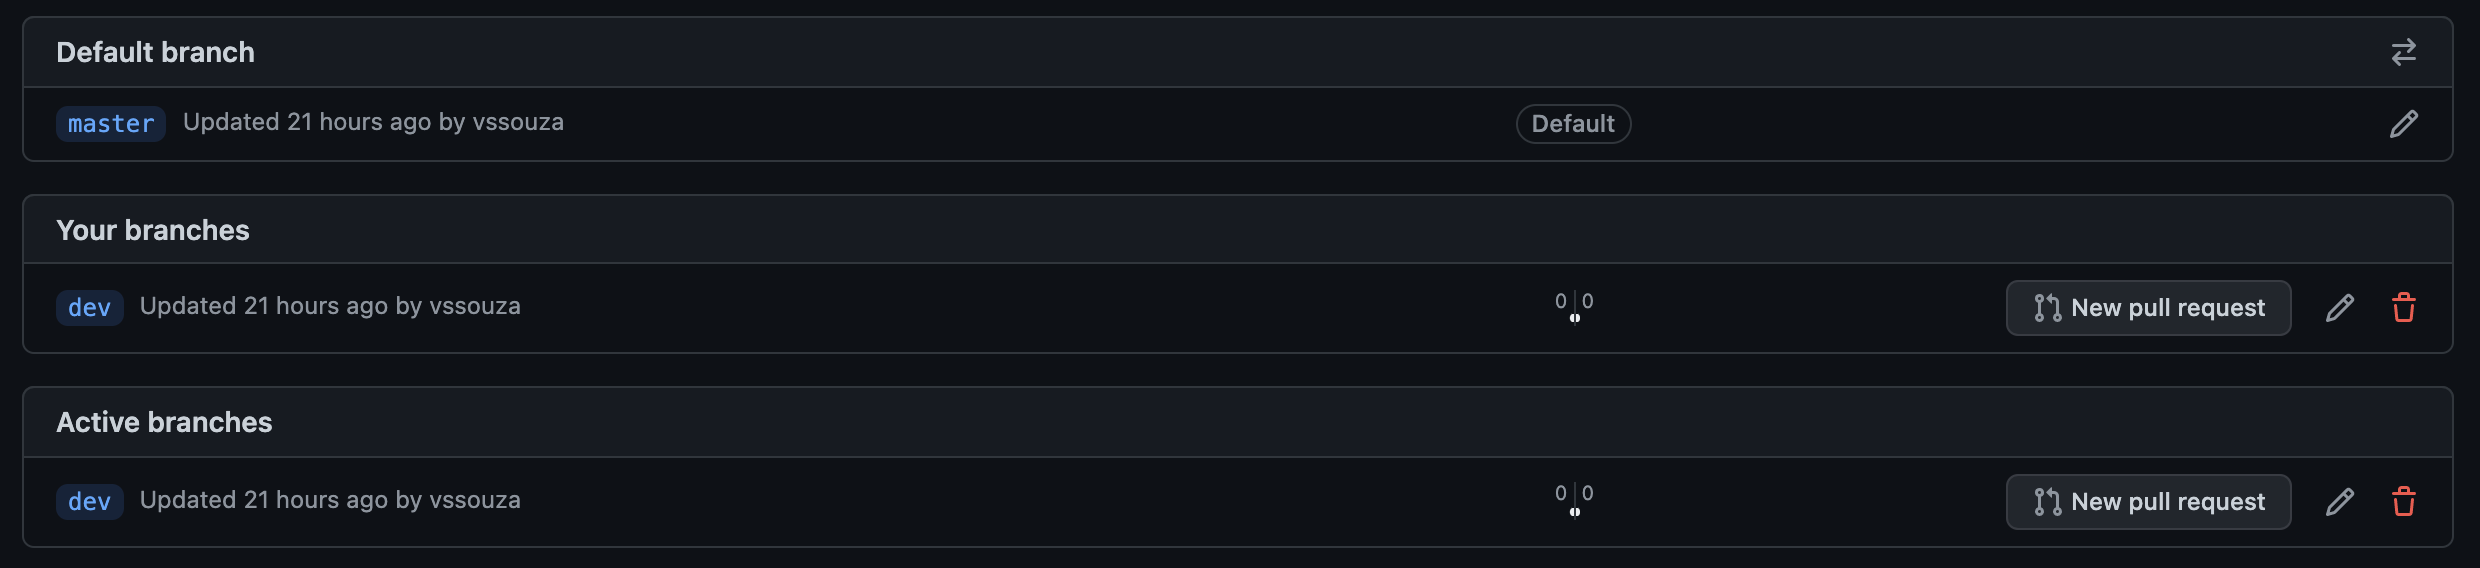 Default branch
master Updated 21 hours ago by vssouza Default
Your branches
dev Updated 21 hours ago by vssouza 0 0 New pull request
Active branches
dev Updated 21 hours ago by vssouza 0 0 New pull request